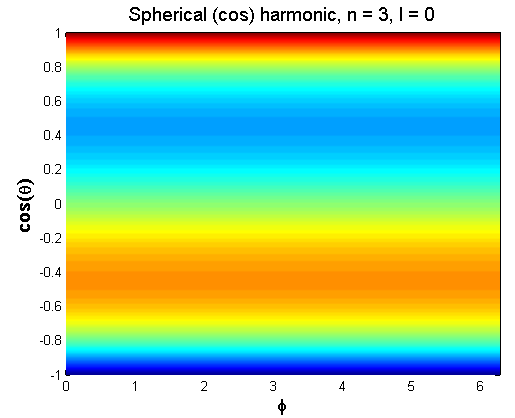 Spherical (cos) harmonic, n = 3, l = 0
1
0.8
0.6
0.4
0.2
0
-0.2
-0.4
-0.6
-0.8
-1
cos(θ)
0 1 2 3 4 5 6
ϕ